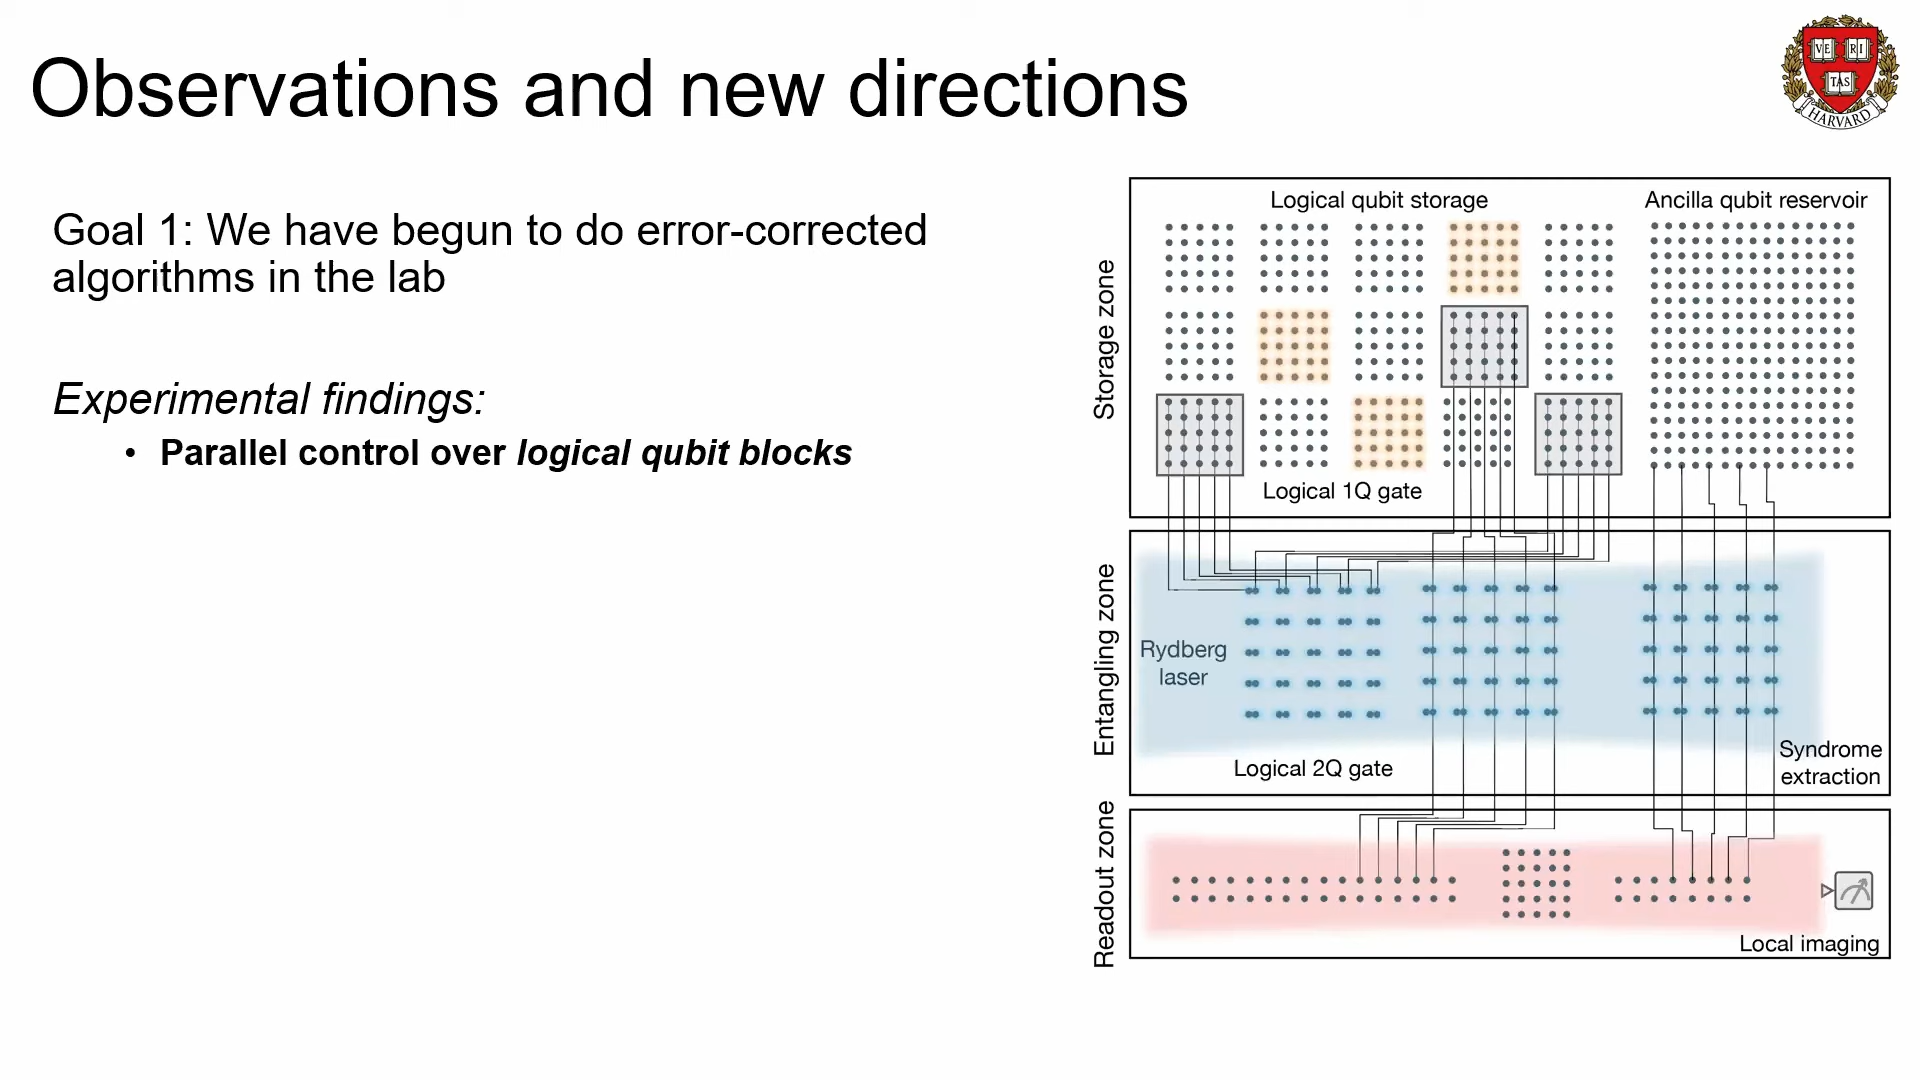 Observations and new directions
VE RI
TAS
HARVARD
Goal 1: We have begun to do error-corrected
algorithms in the lab
Experimental findings:
• Parallel control over logical qubit blocks
Storage zone
Logical qubit storage
Ancilla qubit reservoir
Logical 1Q gate
Entangling zone
Rydberg
laser
Logical 2Q gate
Syndrome
extraction
Readout zone
Local imaging